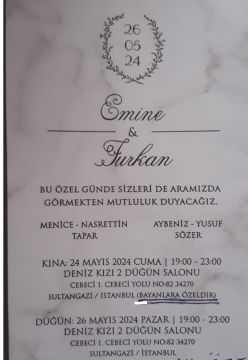 26
05
24
Emine
&
Furkan
BU ÖZEL GÜNDE SİZLERİ DE ARAMIZDA
GÖRMEKTEN MUTLULUK DUYACAĞIZ.
MENİCE - NASRETTİN
TAPAR
AYBENİZ - YUSUF
SÖZER
KINA: 24 MAYIS 2024 CUMA | 19:00 - 23:00
DENİZ KIZI 2 DÜĞÜN SALONU
CEBECİ 1. CEBECİ YOLU NO:82 34270
SULTANGAZİ / İSTANBUL (BAYANLARA ÖZELDİR)
DÜĞÜN: 26 MAYIS 2024 PAZAR | 19:00 - 23:00
DENİZ KIZI 2 DÜĞÜN SALONU
CEBECİ 1. CEBECİ YOLU NO:82 34270
SULTANGAZİ / İSTANBUL